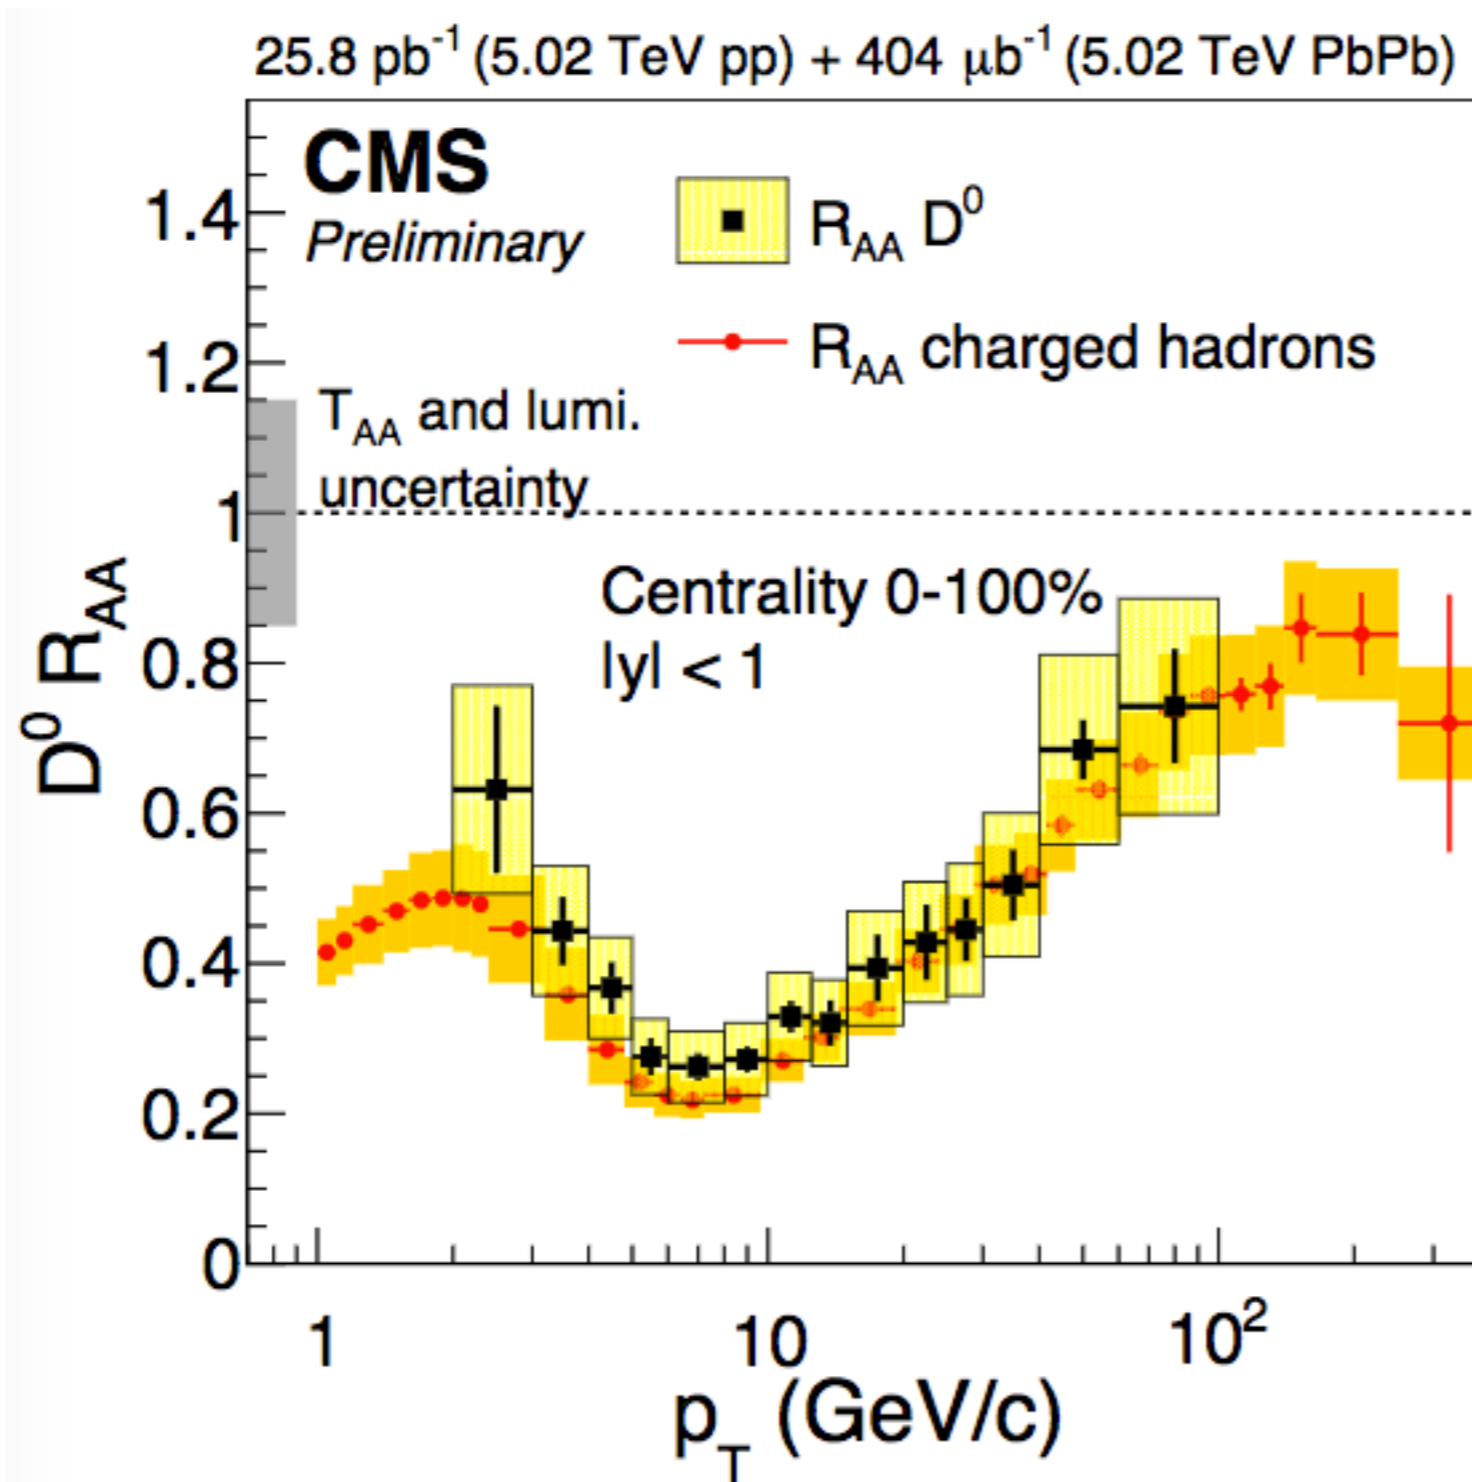 25.8 pb⁻¹ (5.02 TeV pp) + 404 μb⁻¹ (5.02 TeV PbPb)
CMS
Preliminary
R_AA D⁰
R_AA charged hadrons
T_AA and lumi.
uncertainty
Centrality 0-100%
|y| < 1
D⁰ R_AA
1.4
1.2
1
0.8
0.6
0.4
0.2
0
1
10
10²
p_T (GeV/c)